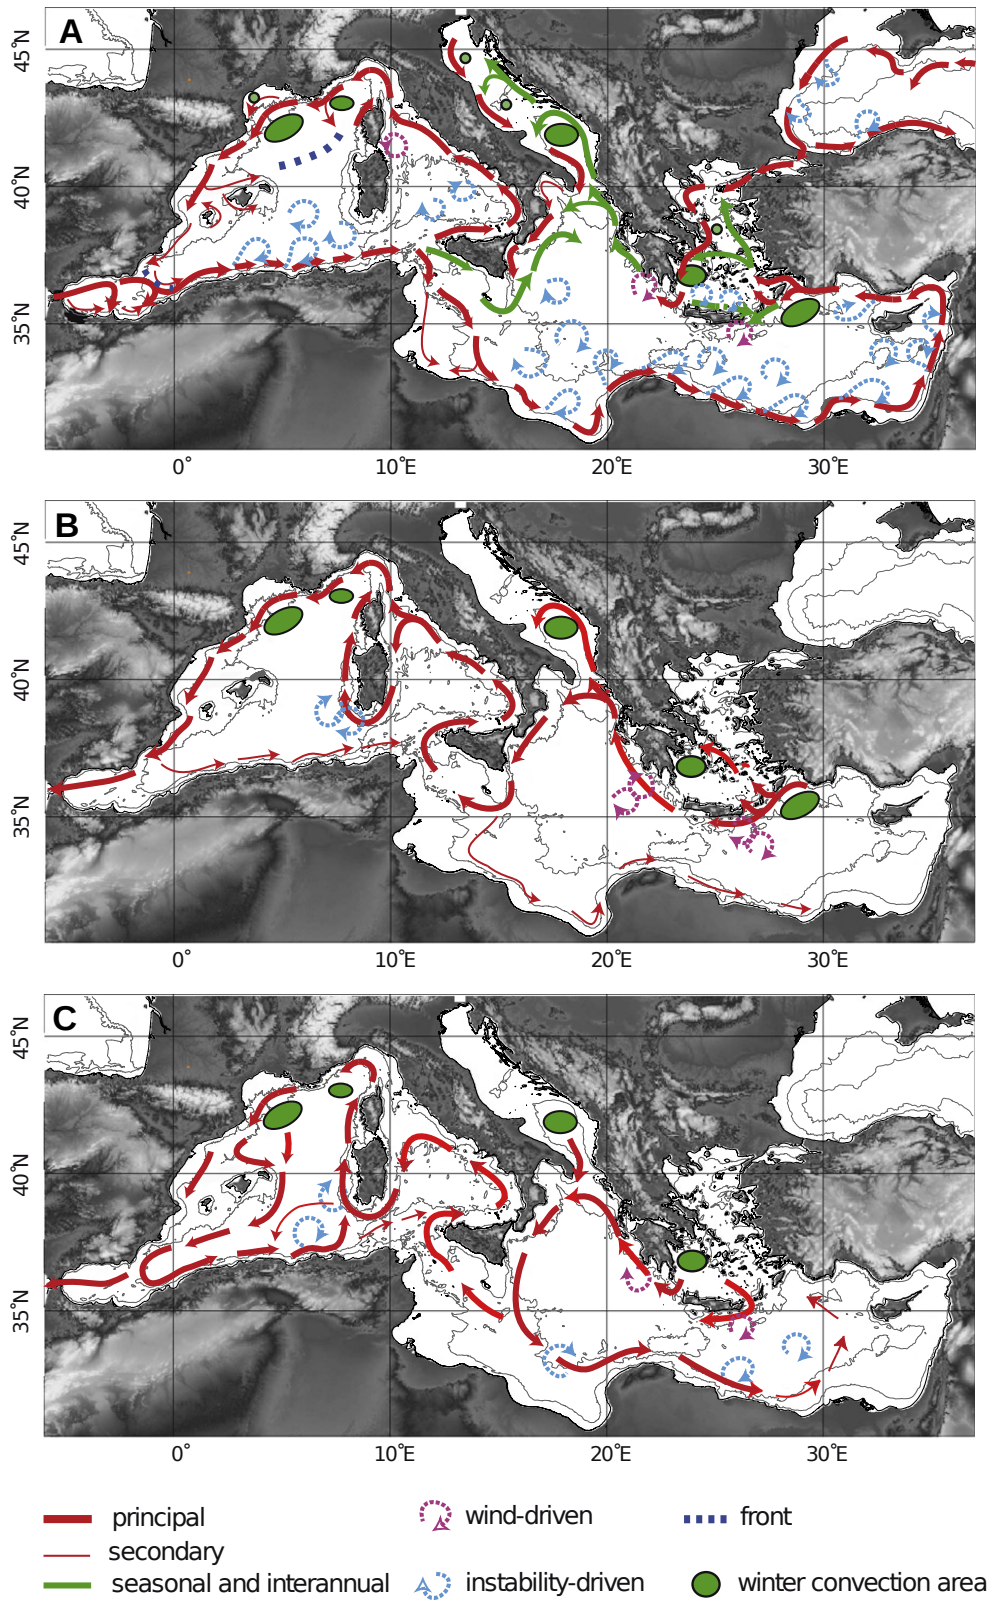 A
45°N
40°N
35°N
0°
10°E
20°E
30°E
B
45°N
40°N
35°N
0°
10°E
20°E
30°E
C
45°N
40°N
35°N
0°
10°E
20°E
30°E
principal
wind-driven
front
secondary
seasonal and interannual
instability-driven
winter convection area